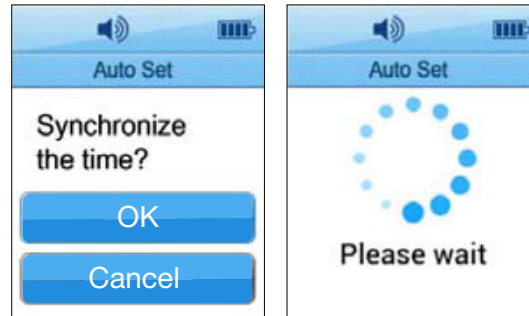 Auto Set
Synchronize
the time?
OK
Cancel
Auto Set
Please wait